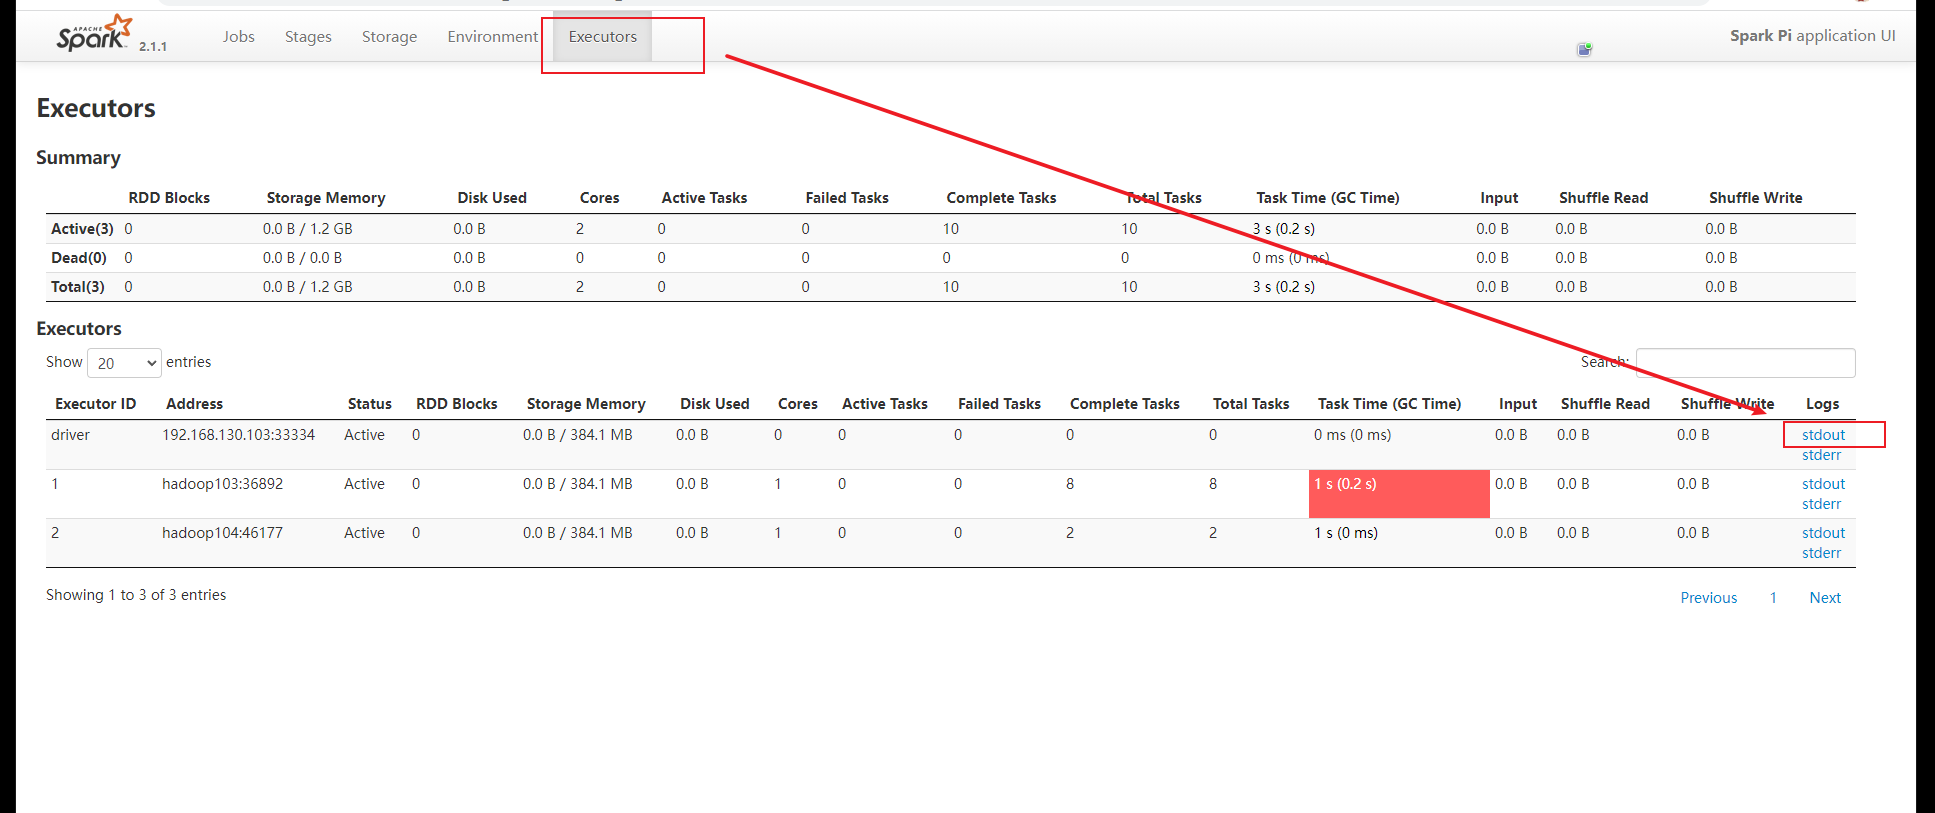 APACHE Spark 2.1.1 Jobs Stages Storage Environment Executors Spark Pi application UI
Executors
Summary
RDD Blocks Storage Memory Disk Used Cores Active Tasks Failed Tasks Complete Tasks Total Tasks Task Time (GC Time) Input Shuffle Read Shuffle Write
Active(3) 0 0.0 B / 1.2 GB 0.0 B 2 0 0 10 10 3 s (0.2 s) 0.0 B 0.0 B 0.0 B
Dead(0) 0 0.0 B / 0.0 B 0.0 B 0 0 0 0 0 0 ms (0 ms) 0.0 B 0.0 B 0.0 B
Total(3) 0 0.0 B / 1.2 GB 0.0 B 2 0 0 10 10 3 s (0.2 s) 0.0 B 0.0 B 0.0 B
Executors
Show 20 entries Search:
Executor ID Address Status RDD Blocks Storage Memory Disk Used Cores Active Tasks Failed Tasks Complete Tasks Total Tasks Task Time (GC Time) Input Shuffle Read Shuffle Write Logs
driver 192.168.130.103:33334 Active 0 0.0 B / 384.1 MB 0.0 B 0 0 0 0 0 0 ms (0 ms) 0.0 B 0.0 B 0.0 B stdout
stderr
1 hadoop103:36892 Active 0 0.0 B / 384.1 MB 0.0 B 1 0 0 8 8 1 s (0.2 s) 0.0 B 0.0 B 0.0 B stdout
stderr
2 hadoop104:46177 Active 0 0.0 B / 384.1 MB 0.0 B 1 0 0 2 2 1 s (0 ms) 0.0 B 0.0 B 0.0 B stdout
stderr
Showing 1 to 3 of 3 entries Previous 1 Next